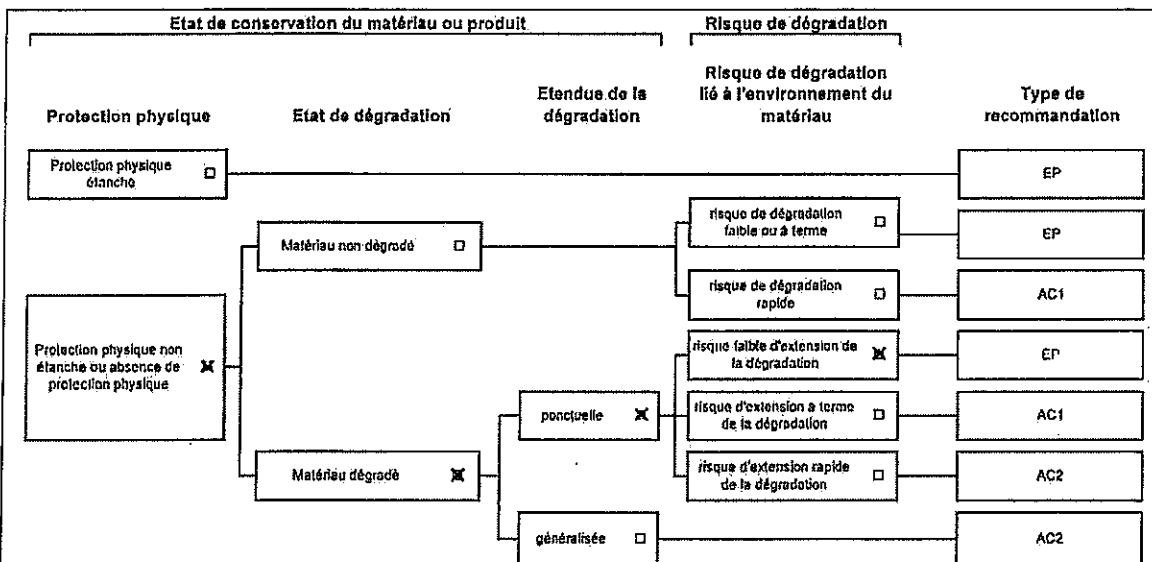 Etat de conservation du matériau ou produit
Risque de dégradation
Protection physique
Etat de dégradation
Etendue de la
dégradation
Risque de dégradation
lié à l'environnement du
matériau
Type de
recommandation
Protection physique
étanche
EP
Matériau non dégradé
risque de dégradation
faible ou à terme
EP
risque de dégradation
rapide
AC1
Protection physique non
étanche ou absence de
protection physique
risque faible d'extension de
la dégradation
EP
ponctuelle
risque d'extension à terme
de la dégradation
AC1
Matériau dégradé
risque d'extension rapide
de la dégradation
AC2
généralisée
AC2